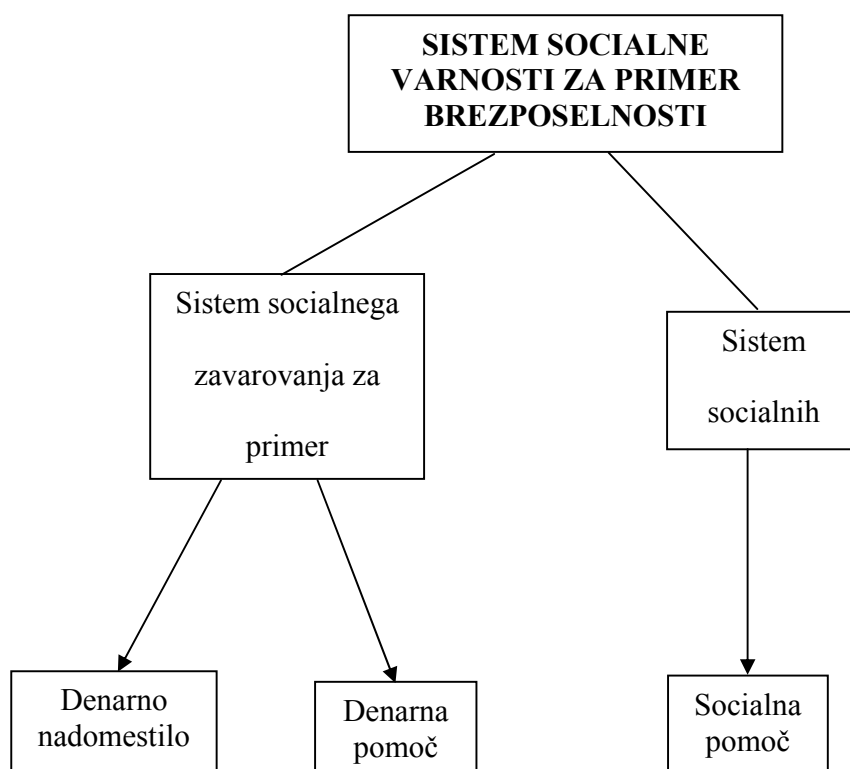 SISTEM SOCIALNE
VARNOSTI ZA PRIMER
BREZPOSELNOSTI
Sistem socialnega
zavarovanja za
primer
Sistem
socialnih
Denarno
nadomestilo
Denarna
pomoč
Socialna
pomoč